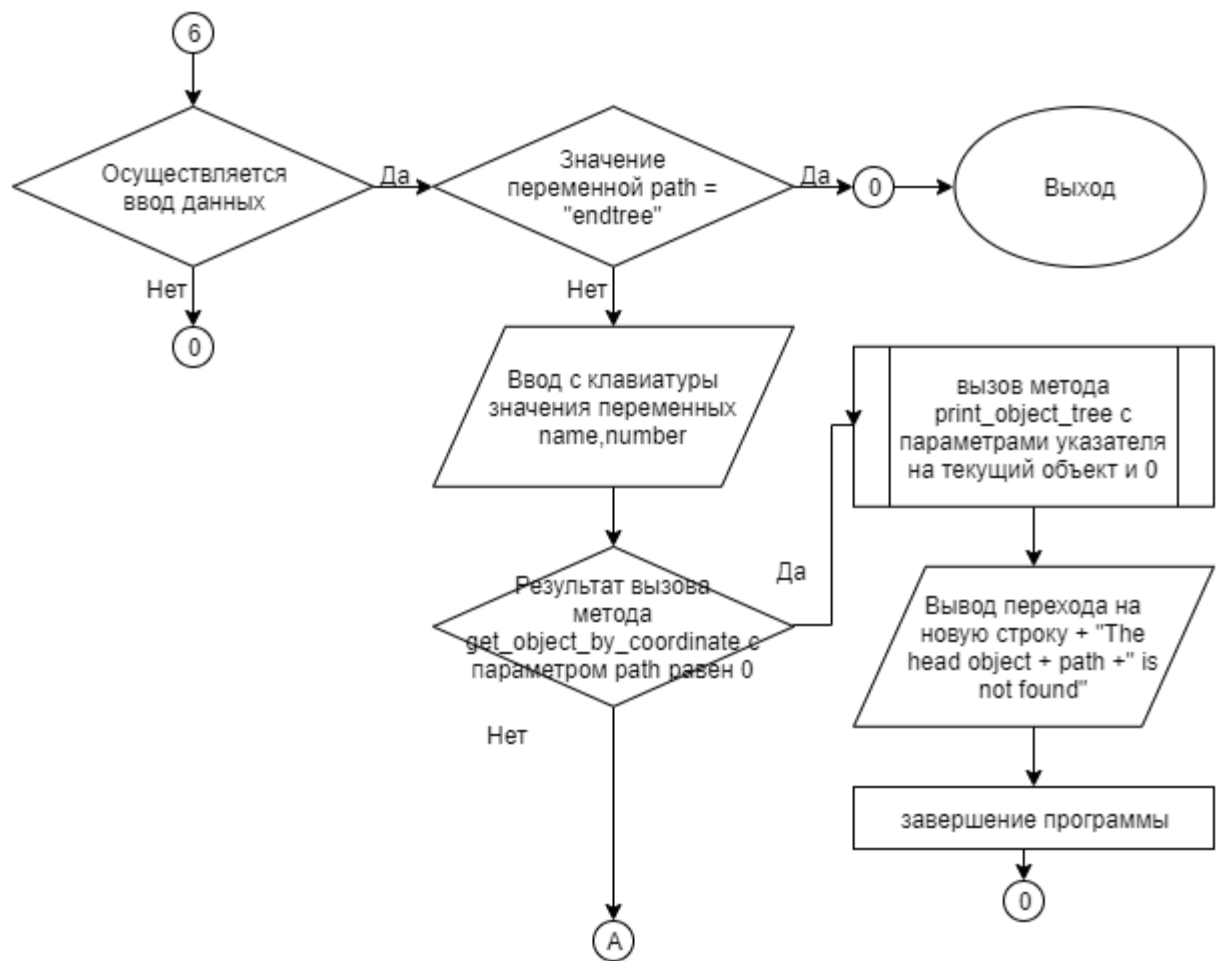 6
Осуществляется
ввод данных
Да
Значение
переменной path =
"endtree"
Да
0
Выход
Нет
0
Нет
Ввод с клавиатуры
значения переменных
name,number
вызов метода
print_object_tree с
параметрами указателя
на текущий объект и 0
Результат вызова
метода
get_object_by_coordinate с
параметром path равен 0
Да
Нет
Вывод перехода на
новую строку + "The
head object + path +" is
not found"
завершение программы
0
A